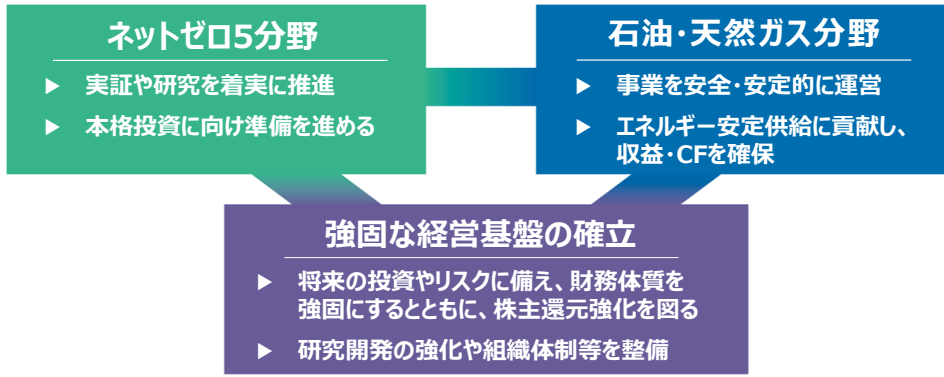 ネットゼロ5分野
▶ 実証や研究を着実に推進
▶ 本格投資に向け準備を進める
石油・天然ガス分野
▶ 事業を安全・安定的に運営
▶ エネルギー安定供給に貢献し、
収益・CFを確保
強固な経営基盤の確立
▶ 将来の投資やリスクに備え、財務体質を
強固にするとともに、株主還元強化を図る
▶ 研究開発の強化や組織体制等を整備